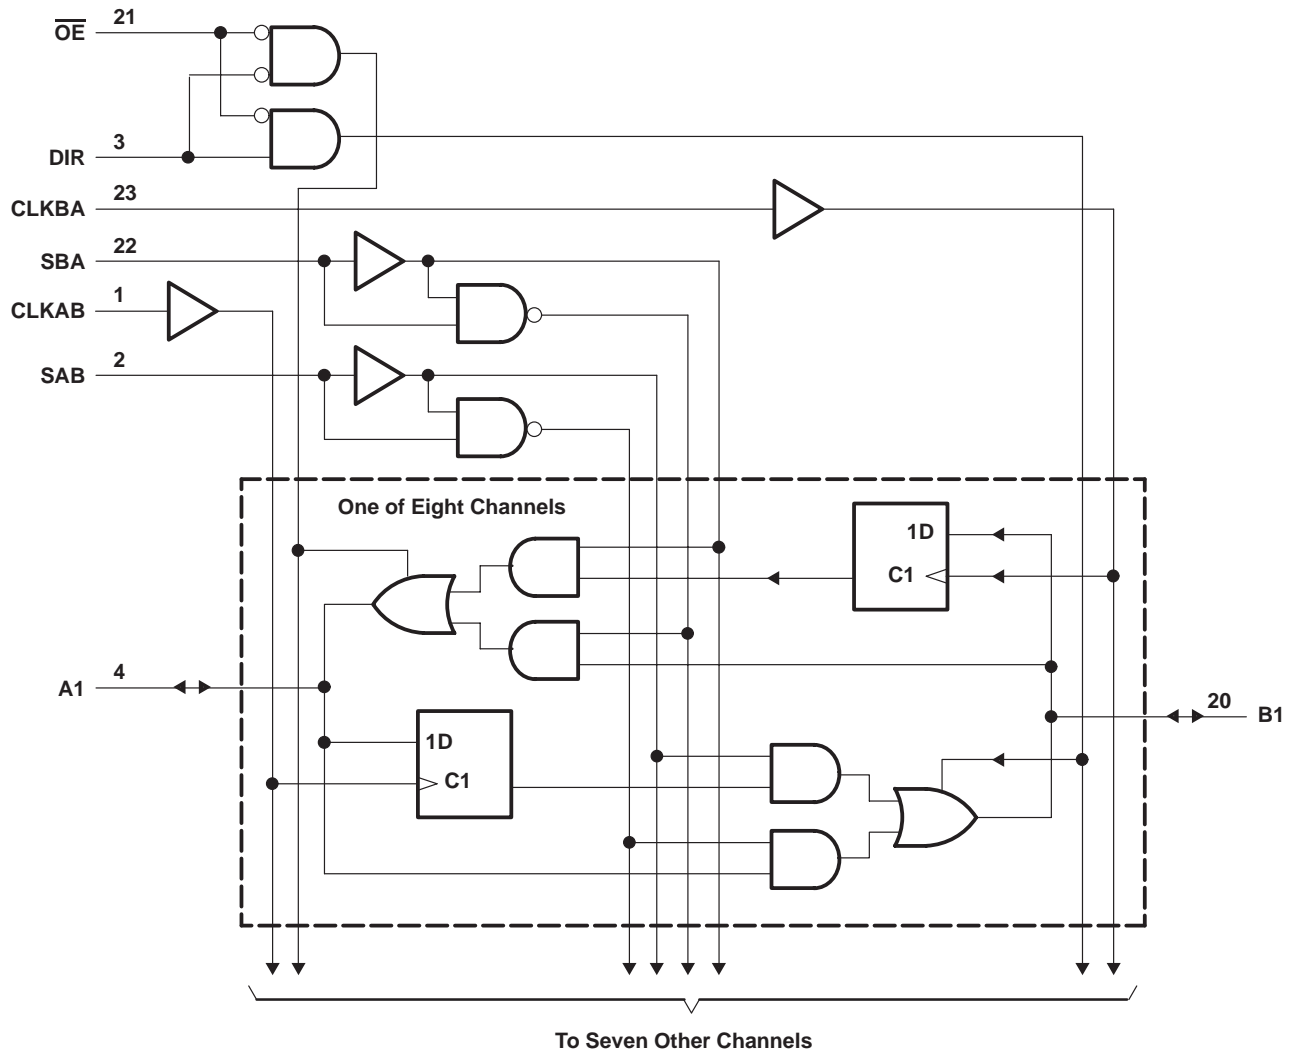 21
OE
3
DIR
23
CLKBA
22
SBA
1
CLKAB
2
SAB
One of Eight Channels
1D
C1
4
A1
20
B1
1D
C1
To Seven Other Channels